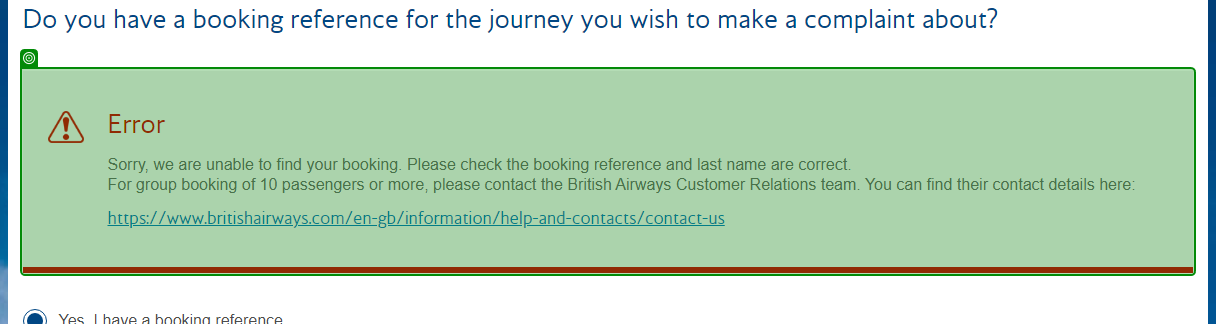 Do you have a booking reference for the journey you wish to make a complaint about?
Error
Sorry, we are unable to find your booking. Please check the booking reference and last name are correct.
For group booking of 10 passengers or more, please contact the British Airways Customer Relations team. You can find their contact details here:
https://www.britishairways.com/en-gb/information/help-and-contacts/contact-us
Yes, I have a booking reference